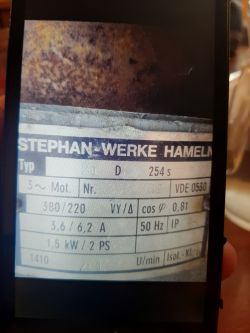 STEPHAN-WERKE HAMELN
Typ D 254 s
3~ Mot. Nr. VDE 0530
380/220 VY/Δ cos φ 0,81
3,6/6,2 A 50 Hz IP
1,5 kW/2 PS
1410 U/min Isol.-Kl.